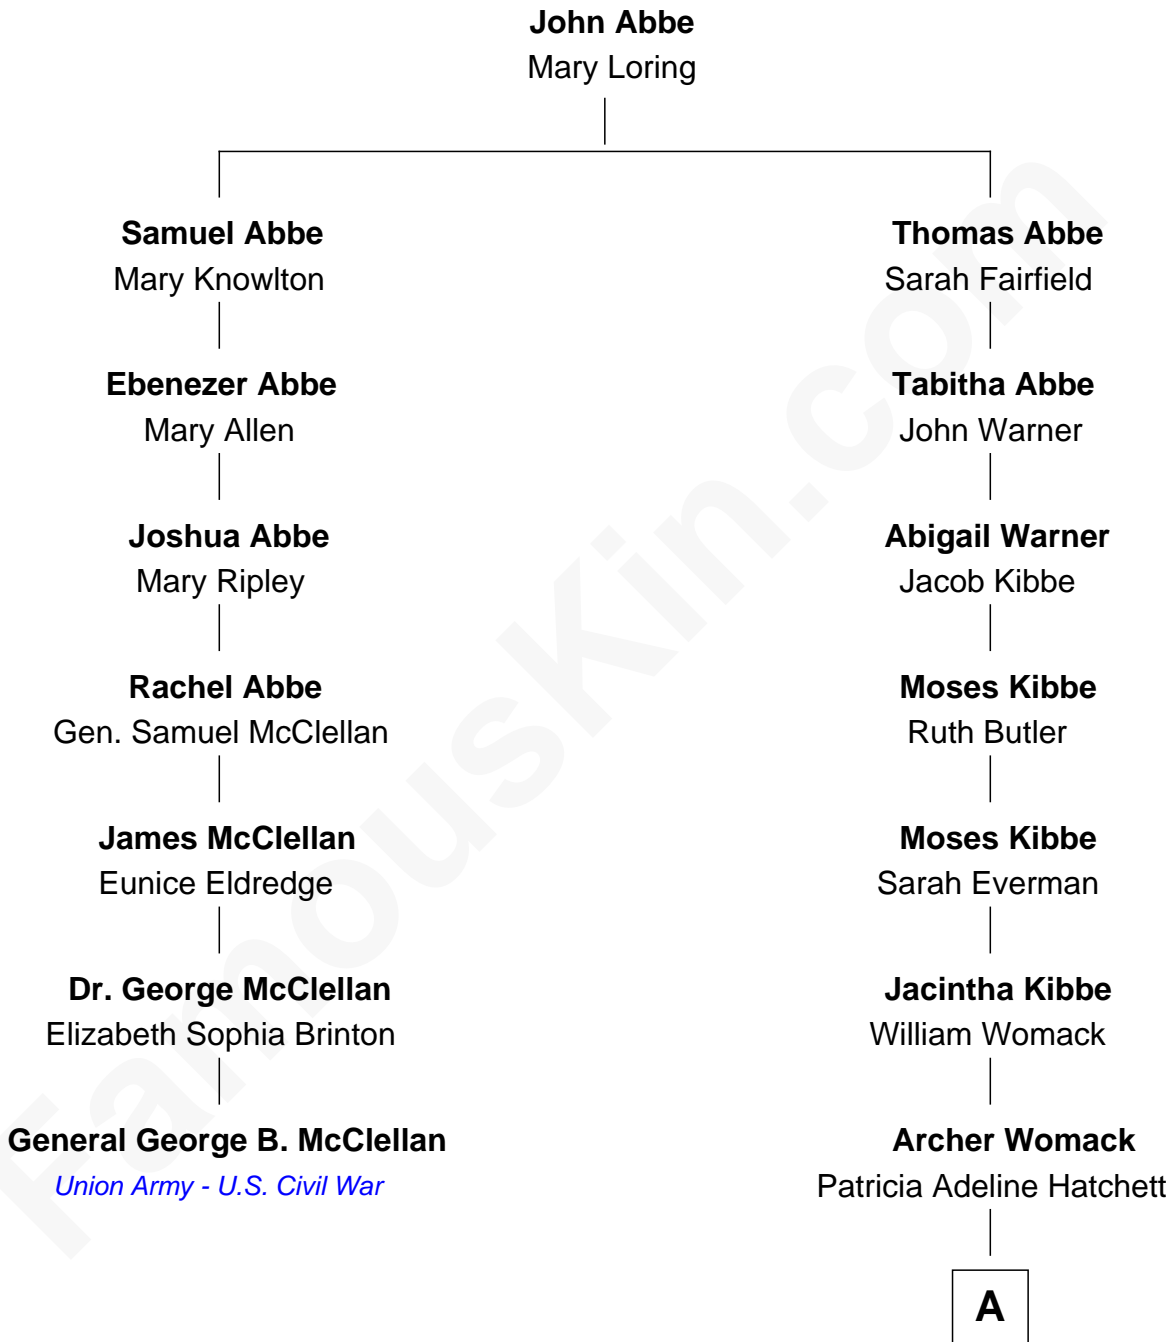 John Abbe
Mary Loring
Samuel Abbe
Mary Knowlton
Thomas Abbe
Sarah Fairfield
Ebenezer Abbe
Mary Allen
Tabitha Abbe
John Warner
Joshua Abbe
Mary Ripley
Abigail Warner
Jacob Kibbe
Rachel Abbe
Gen. Samuel McClellan
Moses Kibbe
Ruth Butler
James McClellan
Eunice Eldredge
Moses Kibbe
Sarah Everman
Dr. George McClellan
Elizabeth Sophia Brinton
Jacintha Kibbe
William Womack
General George B. McClellan
Union Army - U.S. Civil War
Archer Womack
Patricia Adeline Hatchett
A
FamousKin.com